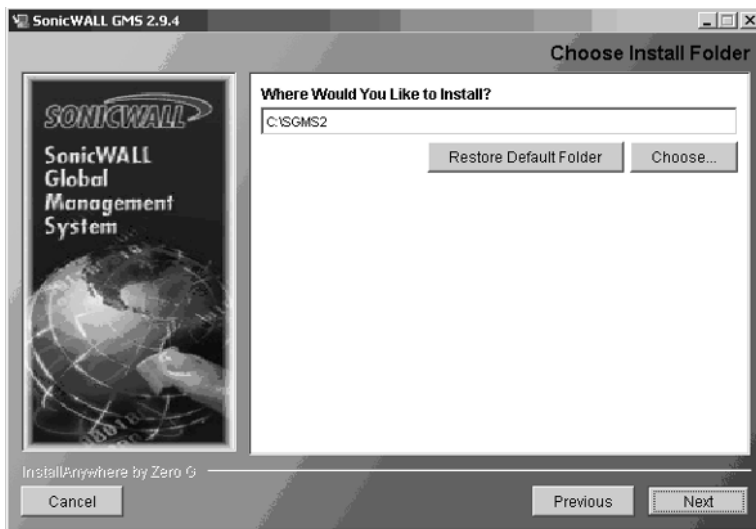 SonicWALL GMS 2.9.4
Choose Install Folder
SONICWALL
SonicWALL
Global
Management
System
Where Would You Like to Install?
C:\SGMS2
Restore Default Folder
Choose...
InstallAnywhere by Zero G
Cancel
Previous
Next